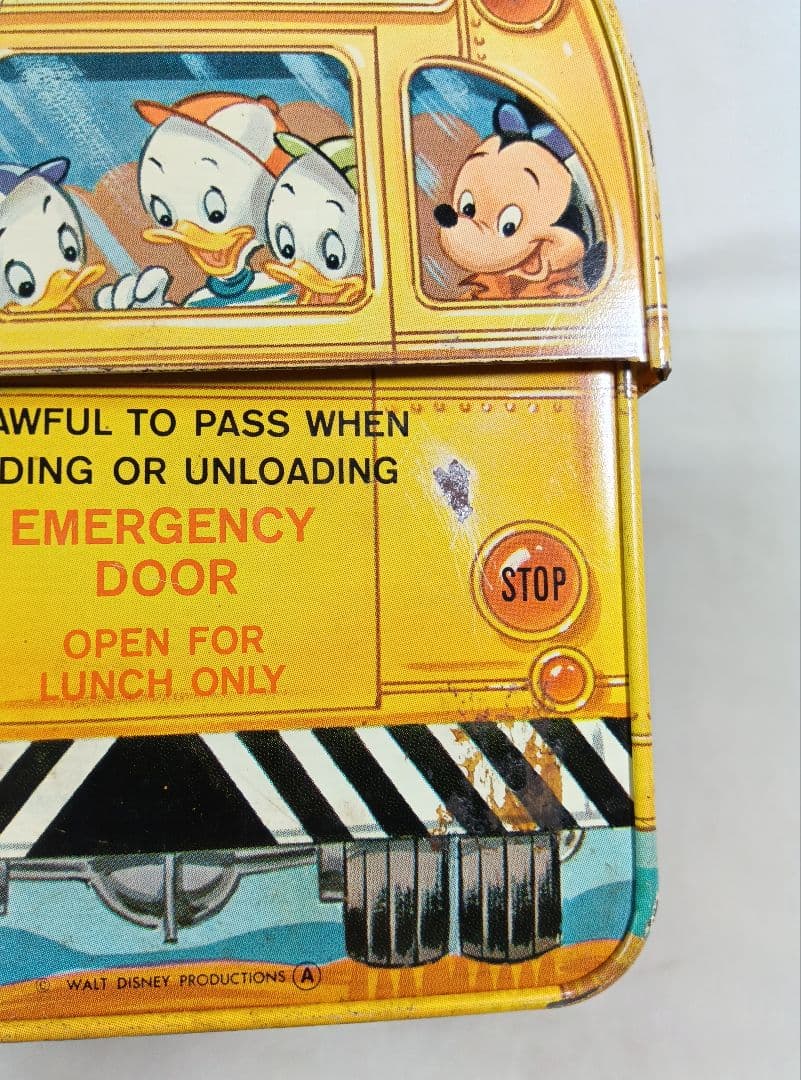 AWFUL TO PASS WHEN
DING OR UNLOADING
EMERGENCY
DOOR
STOP
OPEN FOR
LUNCH ONLY
© WALT DISNEY PRODUCTIONS Ⓐ